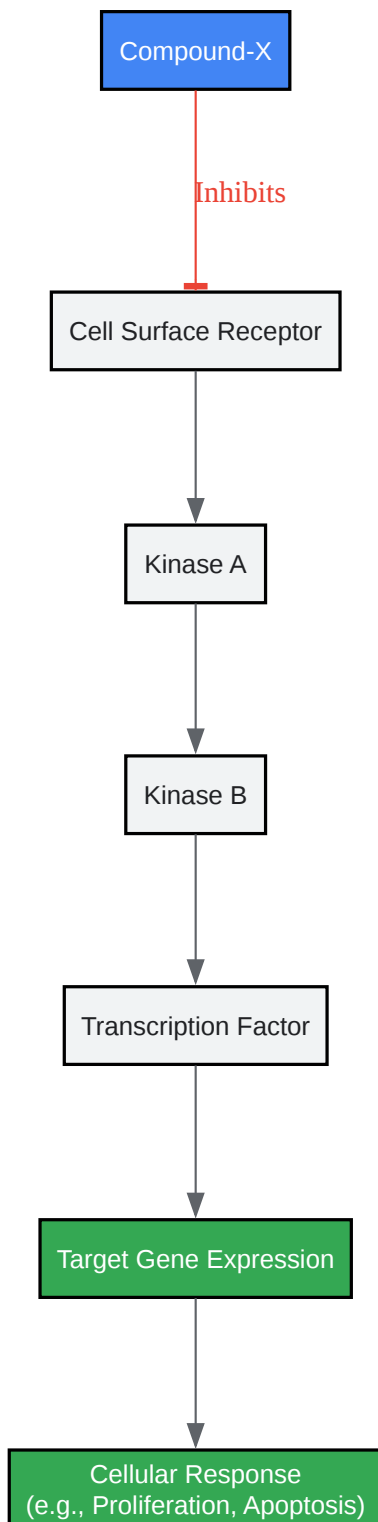 Compound-X
Inhibits
Cell Surface Receptor
Kinase A
Kinase B
Transcription Factor
Target Gene Expression
Cellular Response
(e.g., Proliferation, Apoptosis)